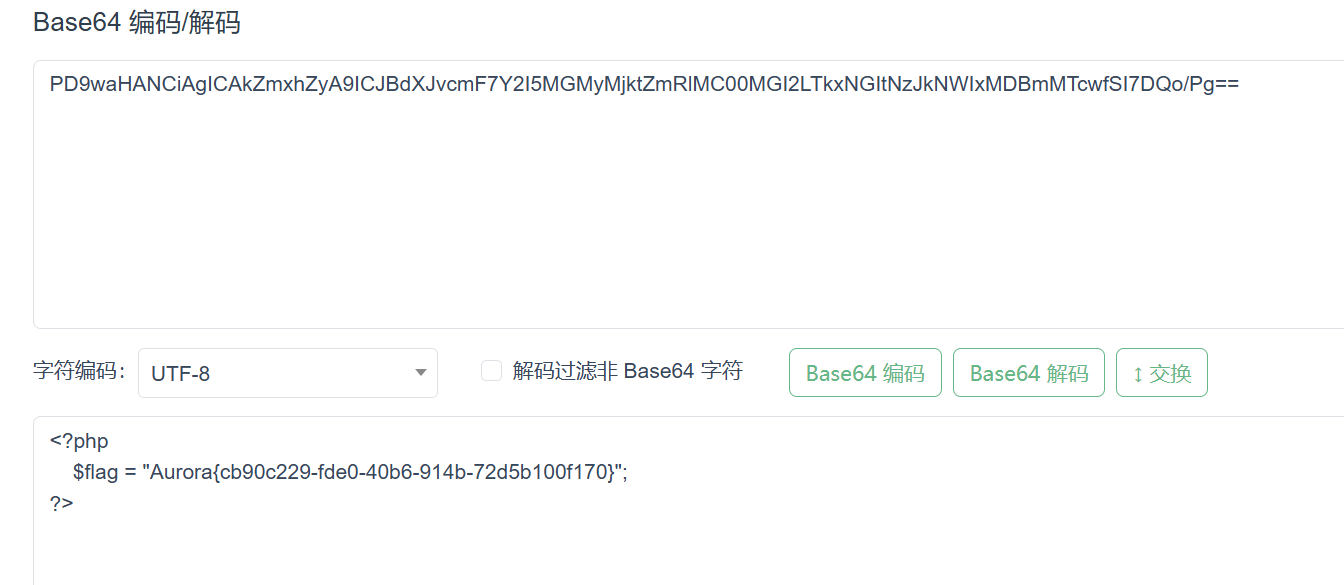 Base64 编码/解码
PD9waHANCiAgICAkZmxhZyA9ICJBdXJvcmF7Y2I5MGMyMjktZmRlMC00MGI2LTkxNGItNzJkNWIxMDBmMTcwfSI7DQo/Pg==
字符编码： UTF-8 解码过滤非 Base64 字符 Base64 编码 Base64 解码 ↕ 交换
<?php
    $flag = "Aurora{cb90c229-fde0-40b6-914b-72d5b100f170}";
?>